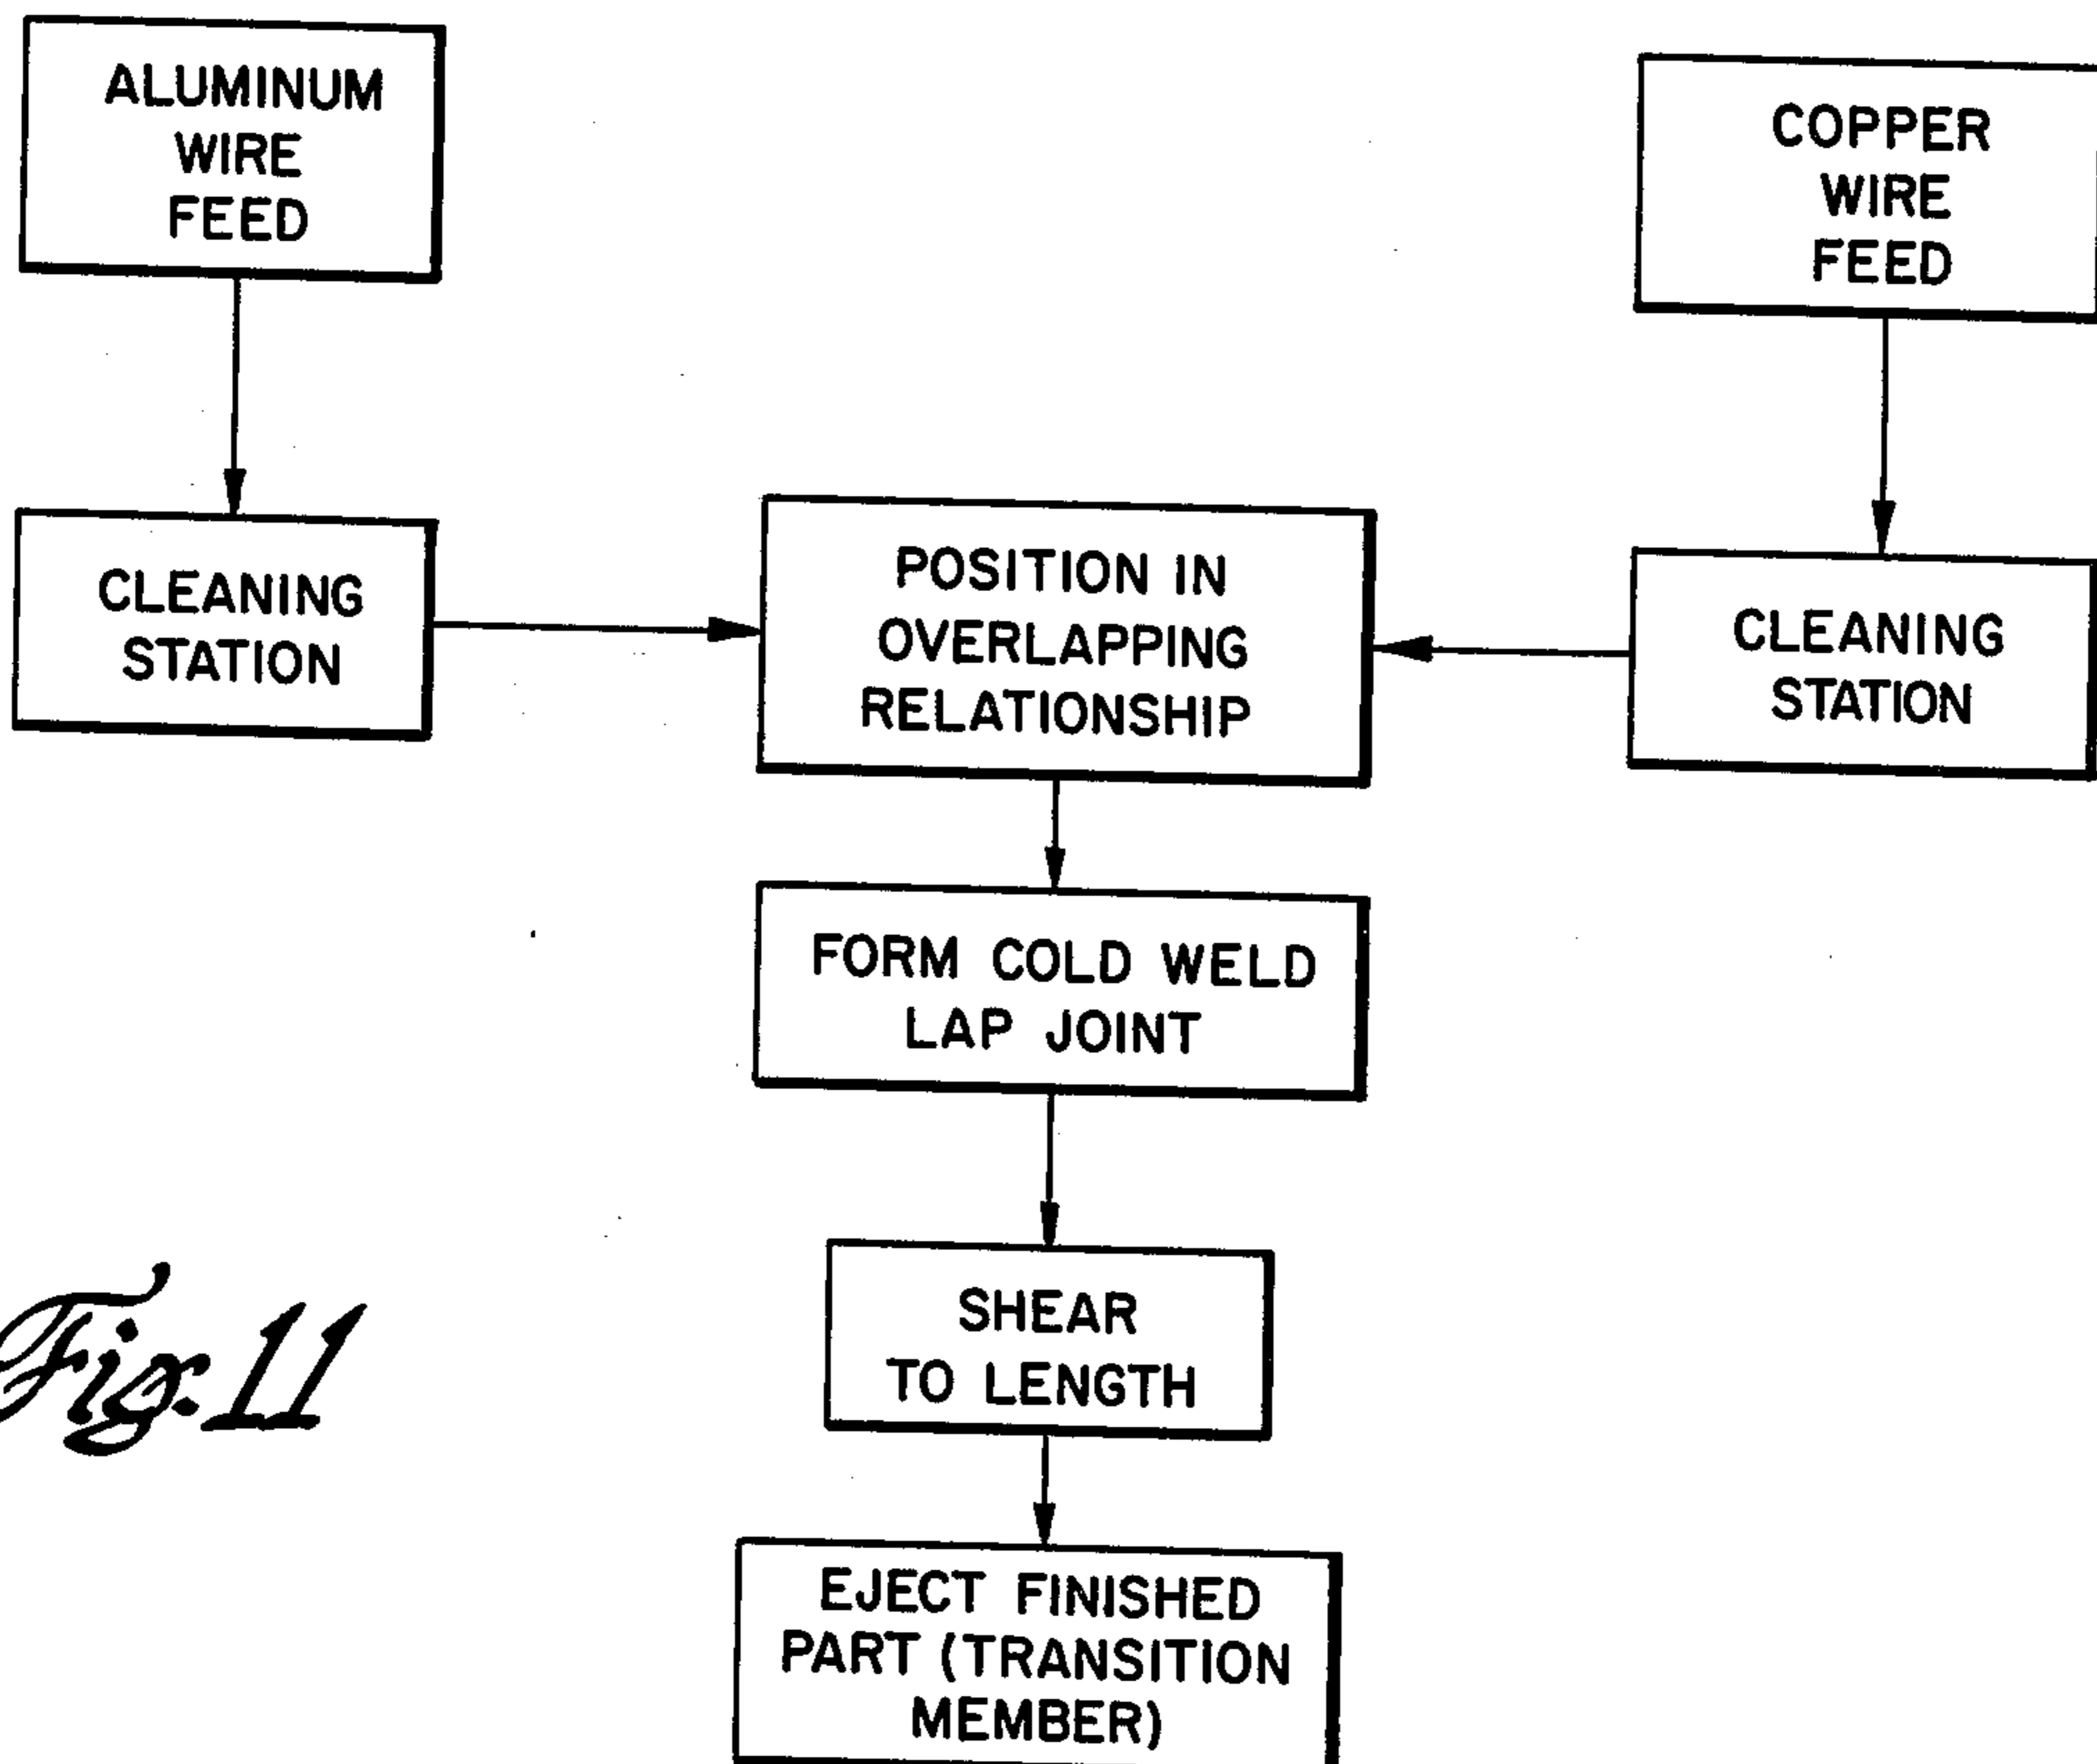 ALUMINUM
WIRE
FEED
COPPER
WIRE
FEED
CLEANING
STATION
POSITION IN
OVERLAPPING
RELATIONSHIP
CLEANING
STATION
FORM COLD WELD
LAP JOINT
SHEAR
TO LENGTH
Fig. 11
EJECT FINISHED
PART (TRANSITION
MEMBER)